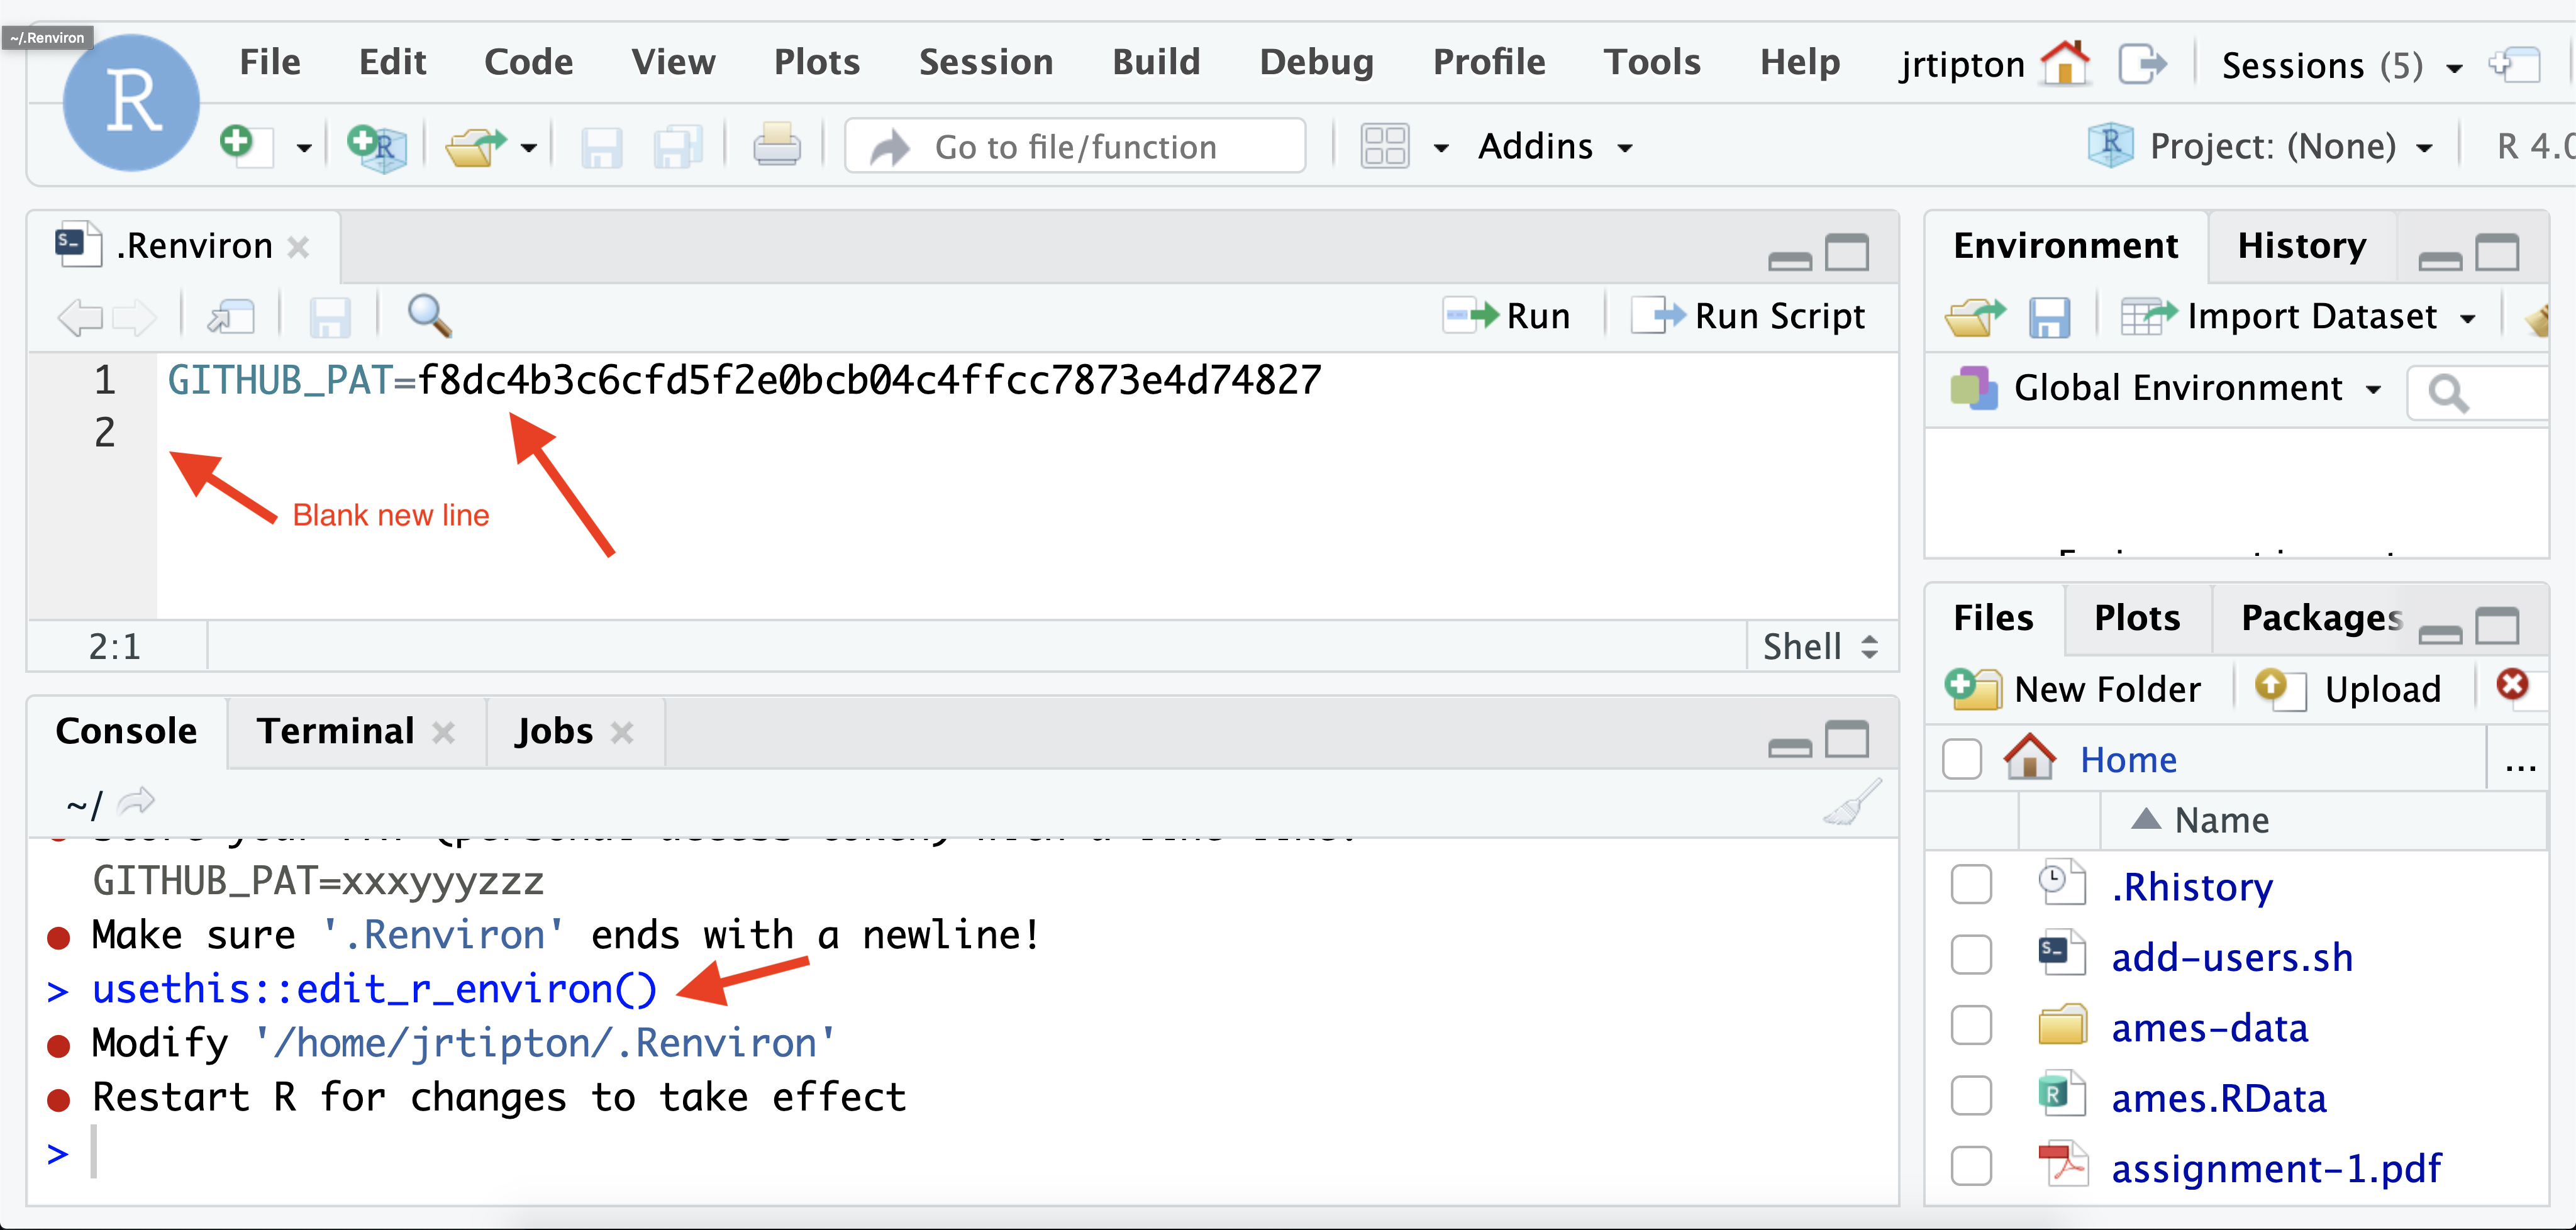 ~/.Renviron
R File Edit Code View Plots Session Build Debug Profile Tools Help jrtipton Sessions (5)
Go to file/function Addins Project: (None) R 4.0
.Renviron
Run Run Script
1 GITHUB_PAT=f8dc4b3c6cfd5f2e0bcb04c4ffcc7873e4d74827
2
Blank new line
2:1 Shell
Console Terminal Jobs
~/
GITHUB_PAT=xxxyyyzzz
Make sure '.Renviron' ends with a newline!
> usethis::edit_r_environ()
Modify '/home/jrtipton/.Renviron'
Restart R for changes to take effect
>
Environment History
Import Dataset
Global Environment
Files Plots Packages
New Folder Upload
Home ...
Name
.Rhistory
add-users.sh
ames-data
ames.RData
assignment-1.pdf